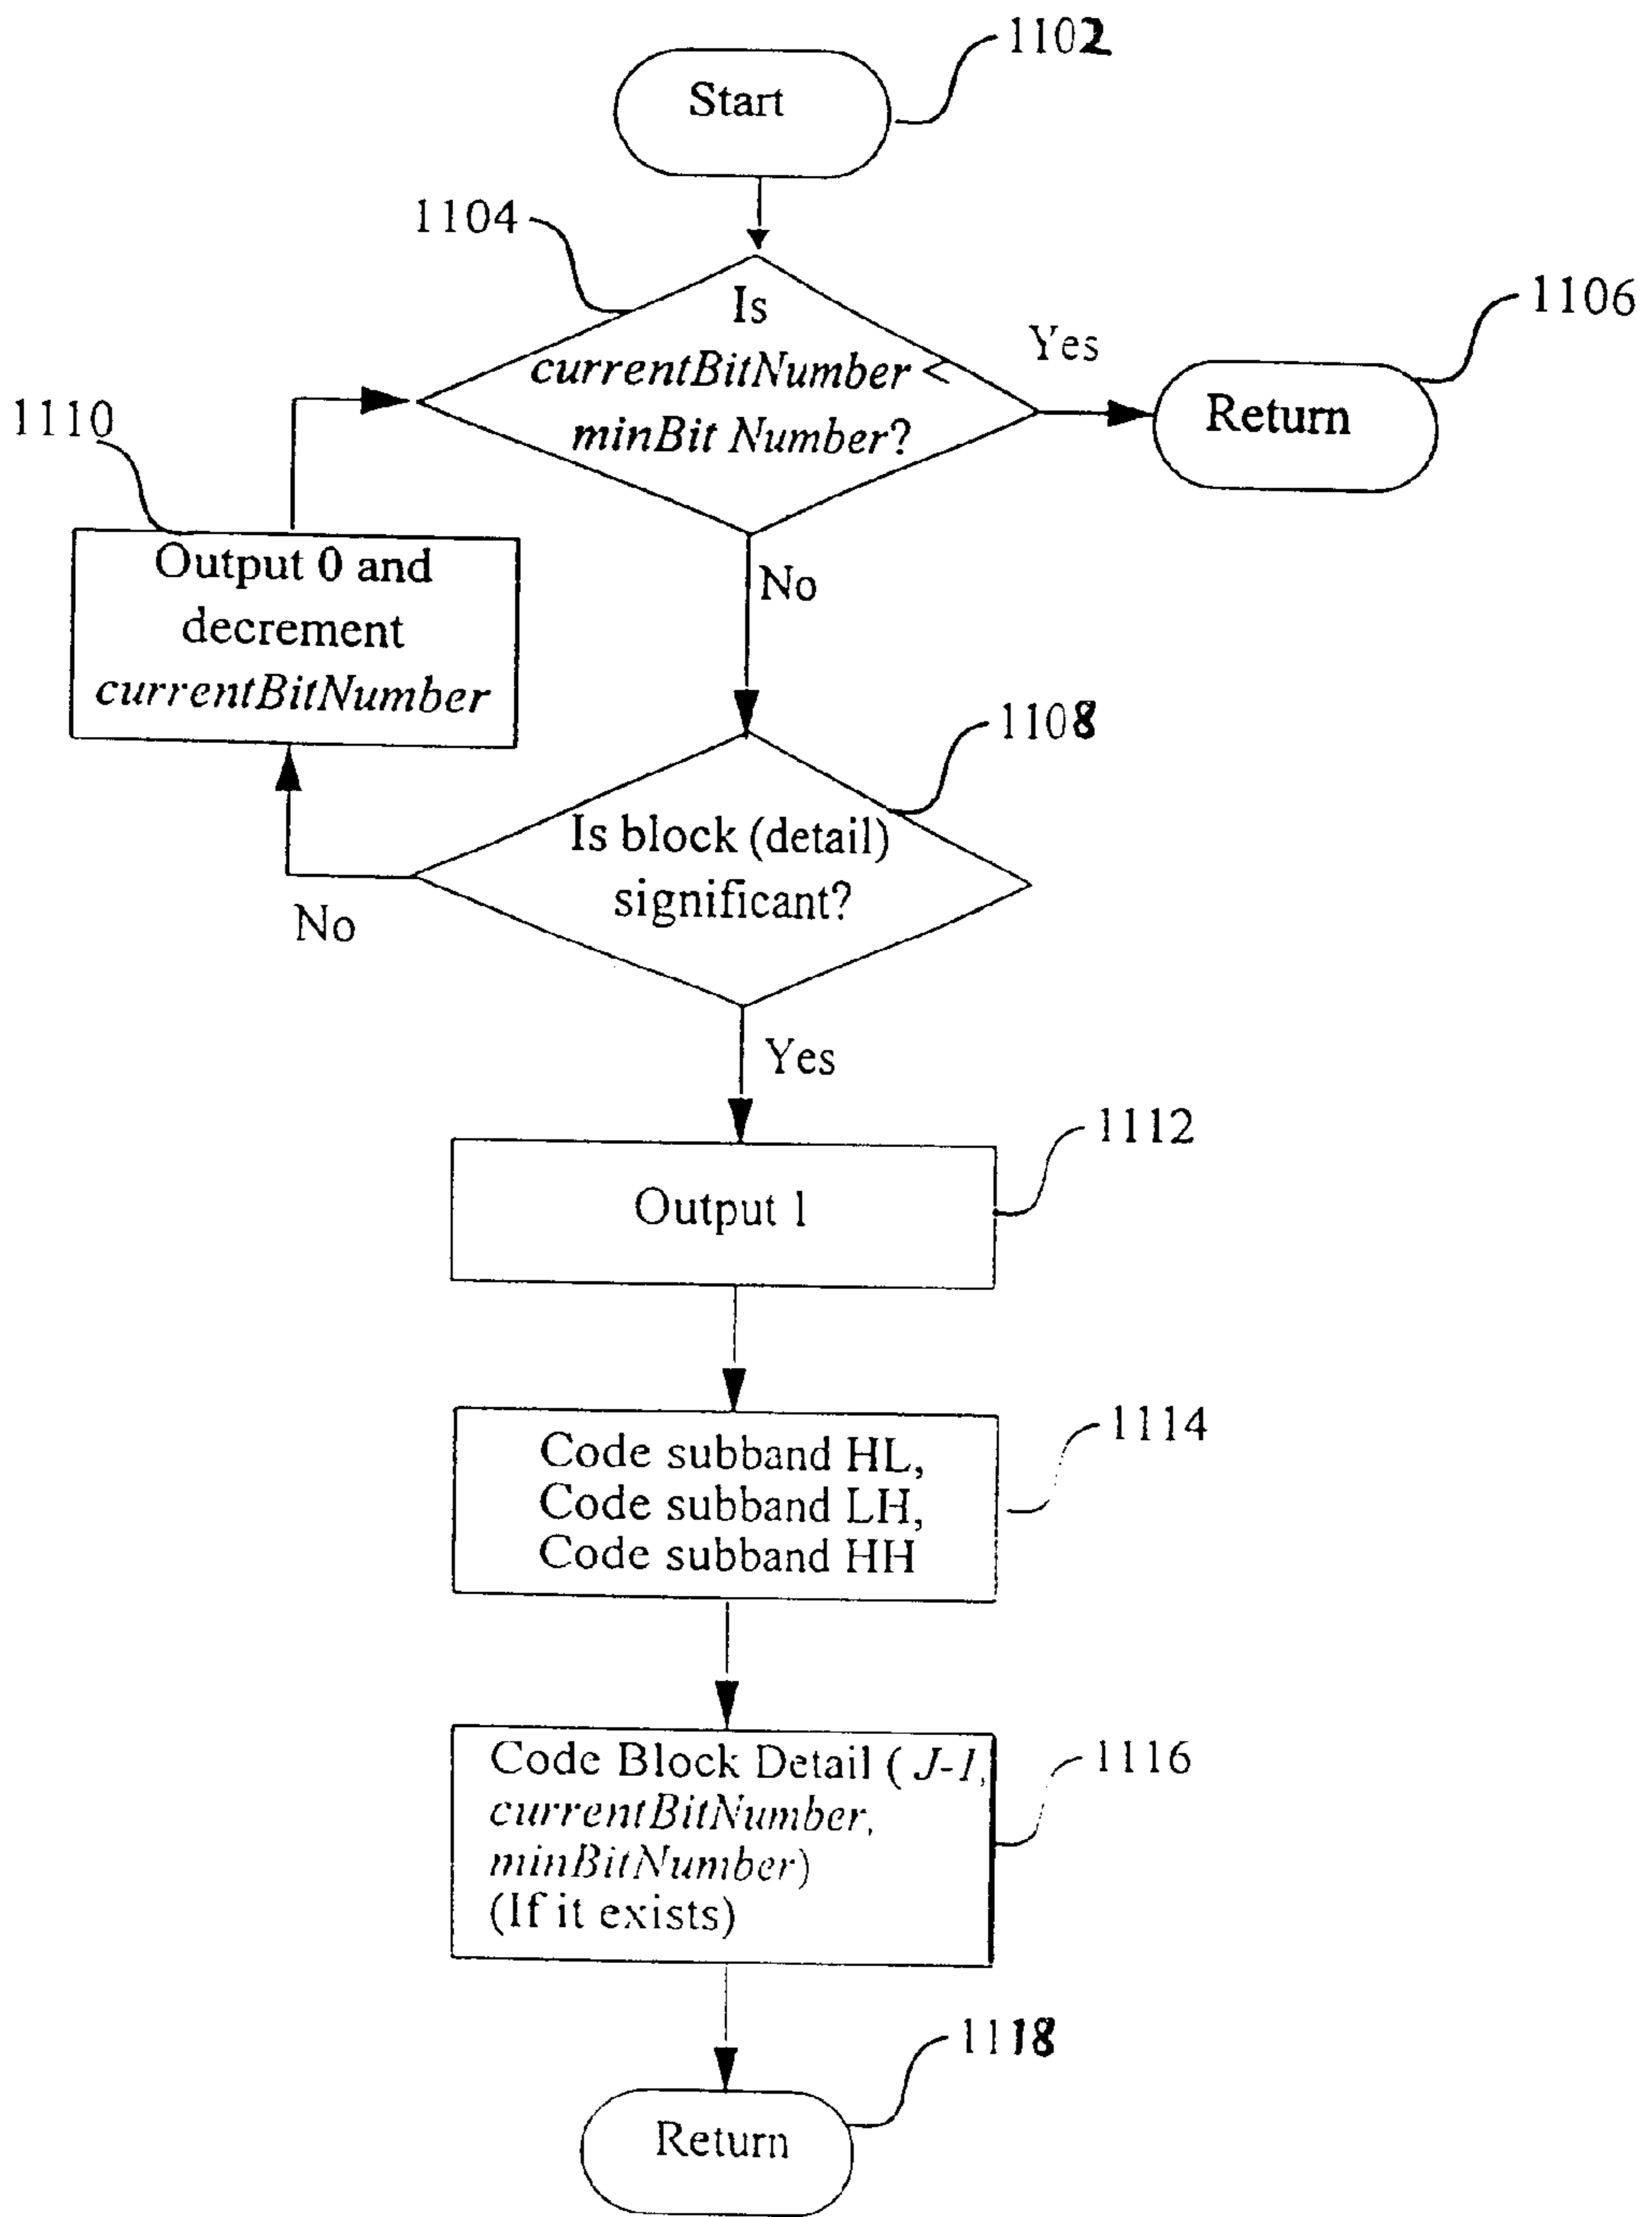 1102
Start
1104
Is
currentBitNumber <
minBit Number?
Yes
1106
Return
1110
Output 0 and
decrement
currentBitNumber
No
1108
Is block (detail)
significant?
No
Yes
1112
Output 1
1114
Code subband HL,
Code subband LH,
Code subband HH
1116
Code Block Detail ( J-1,
currentBitNumber,
minBitNumber)
(If it exists)
1118
Return